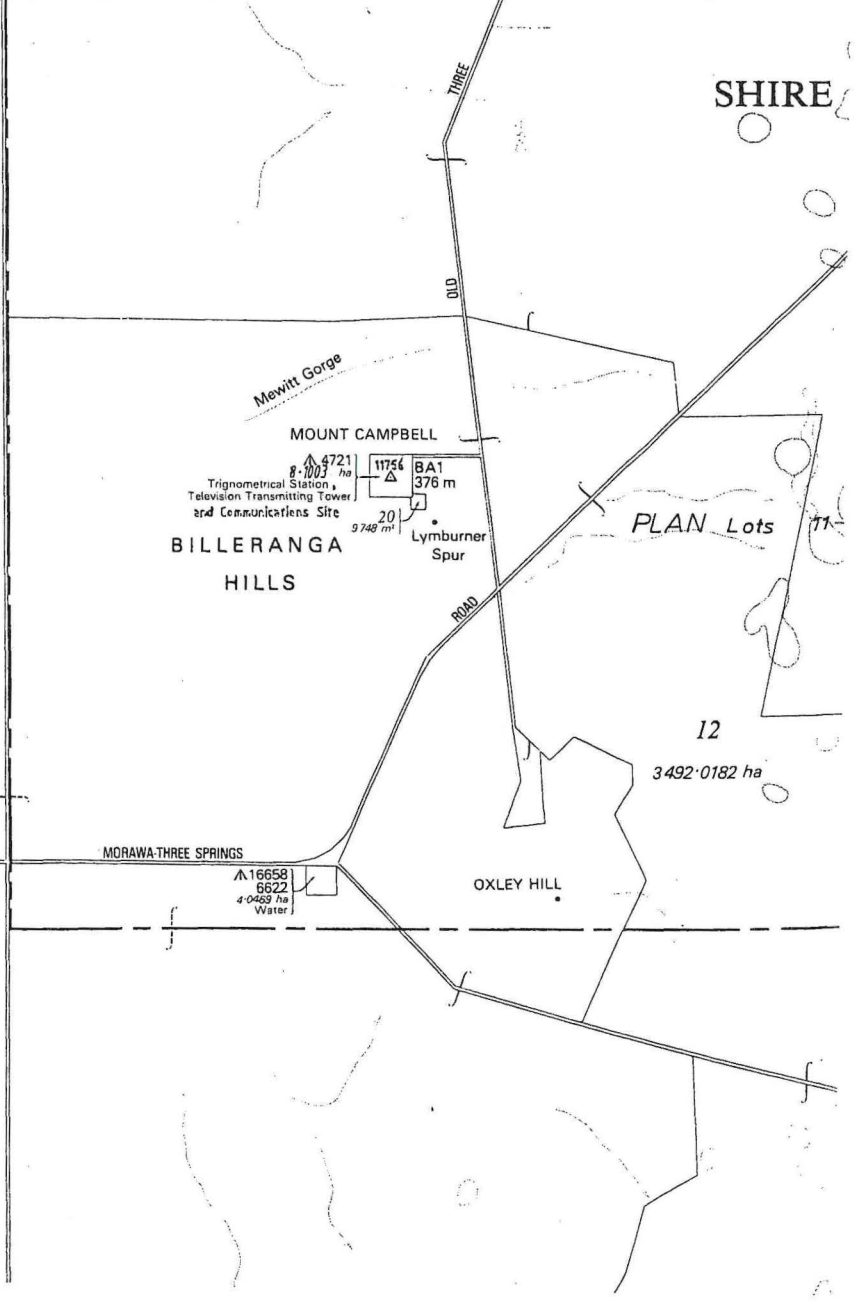 SHIRE
THREE
OLD
Mewitt Gorge
MOUNT CAMPBELL
4721
8·1003 ha
Trignometrical Station,
Television Transmitting Tower
and Communications Site
11756
BA1
376 m
20
9748 m²
Lymburner
Spur
BILLERANGA
HILLS
PLAN Lots 11-
ROAD
12
3492·0182 ha
MORAWA-THREE SPRINGS
16658
6622
4·0469 ha
Water
OXLEY HILL